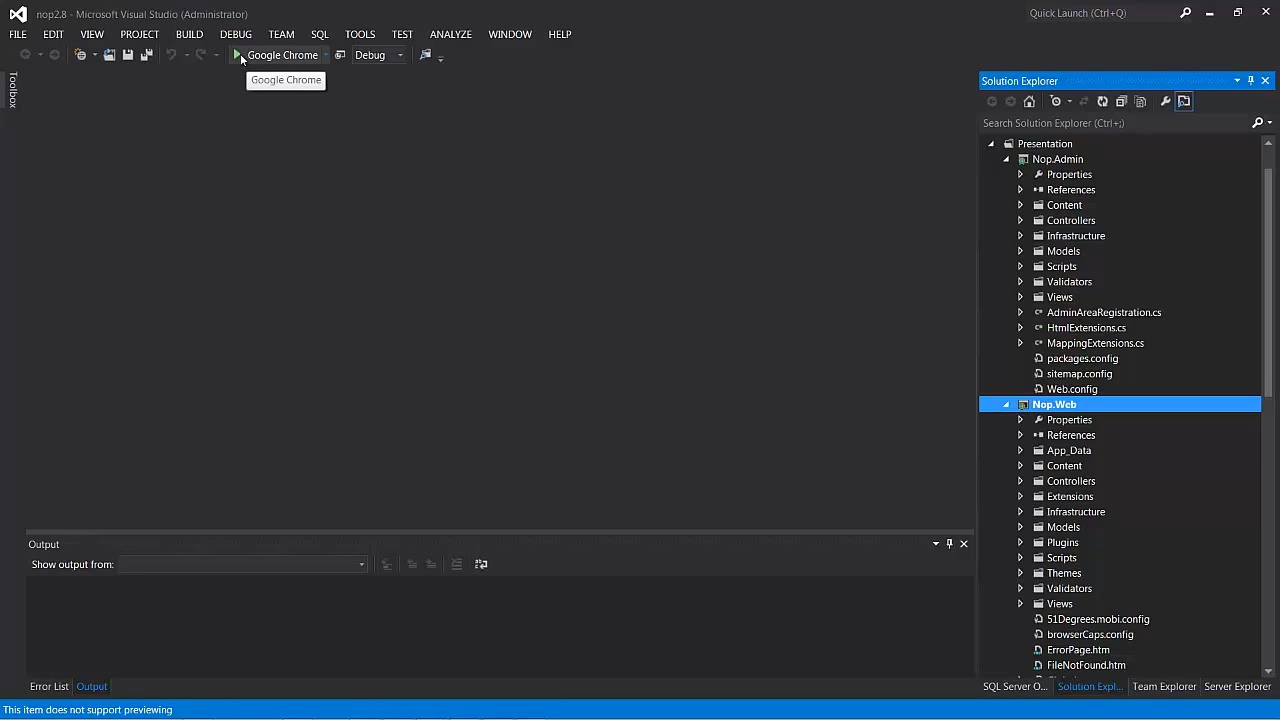 nop2.8 - Microsoft Visual Studio (Administrator)
Quick Launch (Ctrl+Q)
FILE EDIT VIEW PROJECT BUILD DEBUG TEAM SQL TOOLS TEST ANALYZE WINDOW HELP
Google Chrome Debug
Google Chrome
Toolbox
Solution Explorer
Search Solution Explorer (Ctrl+;)
Presentation
Nop.Admin
Properties
References
Content
Controllers
Infrastructure
Models
Scripts
Validators
Views
AdminAreaRegistration.cs
HtmlExtensions.cs
MappingExtensions.cs
packages.config
sitemap.config
Web.config
Nop.Web
Properties
References
App_Data
Content
Controllers
Extensions
Infrastructure
Models
Plugins
Scripts
Themes
Validators
Views
51Degrees.mobi.config
browserCaps.config
ErrorPage.htm
FileNotFound.htm
Output
Show output from:
Error List Output
SQL Server O... Solution Expl... Team Explorer Server Explorer
This item does not support previewing